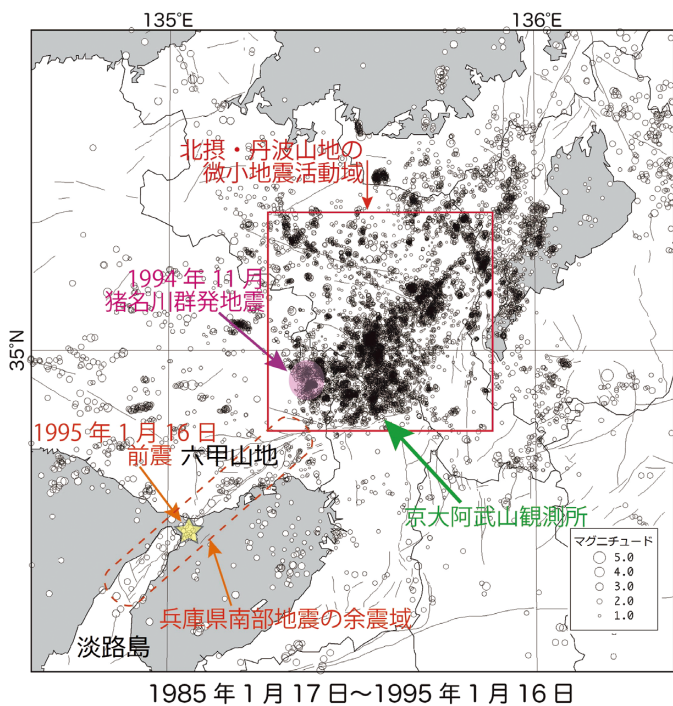 135°E
136°E
北摂・丹波山地の
微小地震活動域
1994 年 11 月
猪名川群発地震
35°N
1995 年 1 月 16 日
前震
六甲山地
京大阿武山観測所
マグニチュード
5.0
4.0
3.0
2.0
1.0
兵庫県南部地震の余震域
淡路島
1985 年 1 月 17 日〜1995 年 1 月 16 日